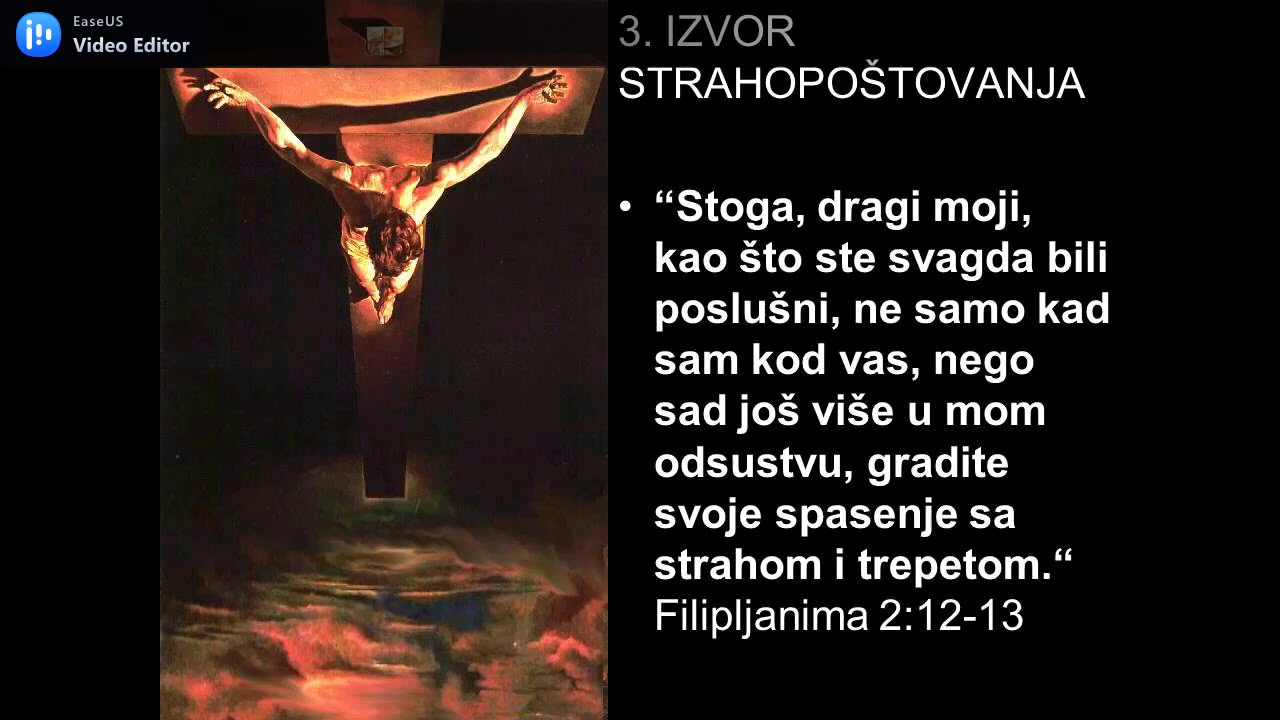 EaseUS
Video Editor
3. IZVOR
STRAHOPOŠTOVANJA
• “Stoga, dragi moji,
kao što ste svagda bili
poslušni, ne samo kad
sam kod vas, nego
sad još više u mom
odsustvu, gradite
svoje spasenje sa
strahom i trepetom.“
Filipljanima 2:12-13